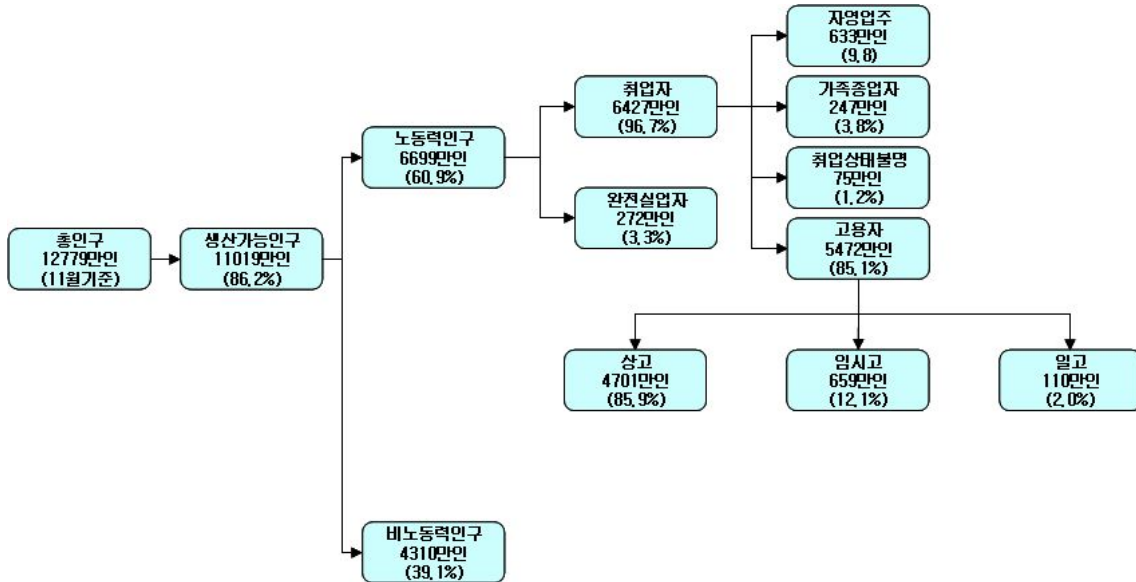 총인구
12779만인
(11월기준)
생산가능인구
11019만인
(86.2%)
노동력인구
6699만인
(60.9%)
비노동력인구
4310만인
(39.1%)
취업자
6427만인
(96.7%)
완전실업자
272만인
(3.3%)
자영업주
633만인
(9.8)
가족종업자
247만인
(3.8%)
취업상태불명
75만인
(1.2%)
고용자
5472만인
(85.1%)
상고
4701만인
(85.9%)
임시고
659만인
(12.1%)
일고
110만인
(2.0%)